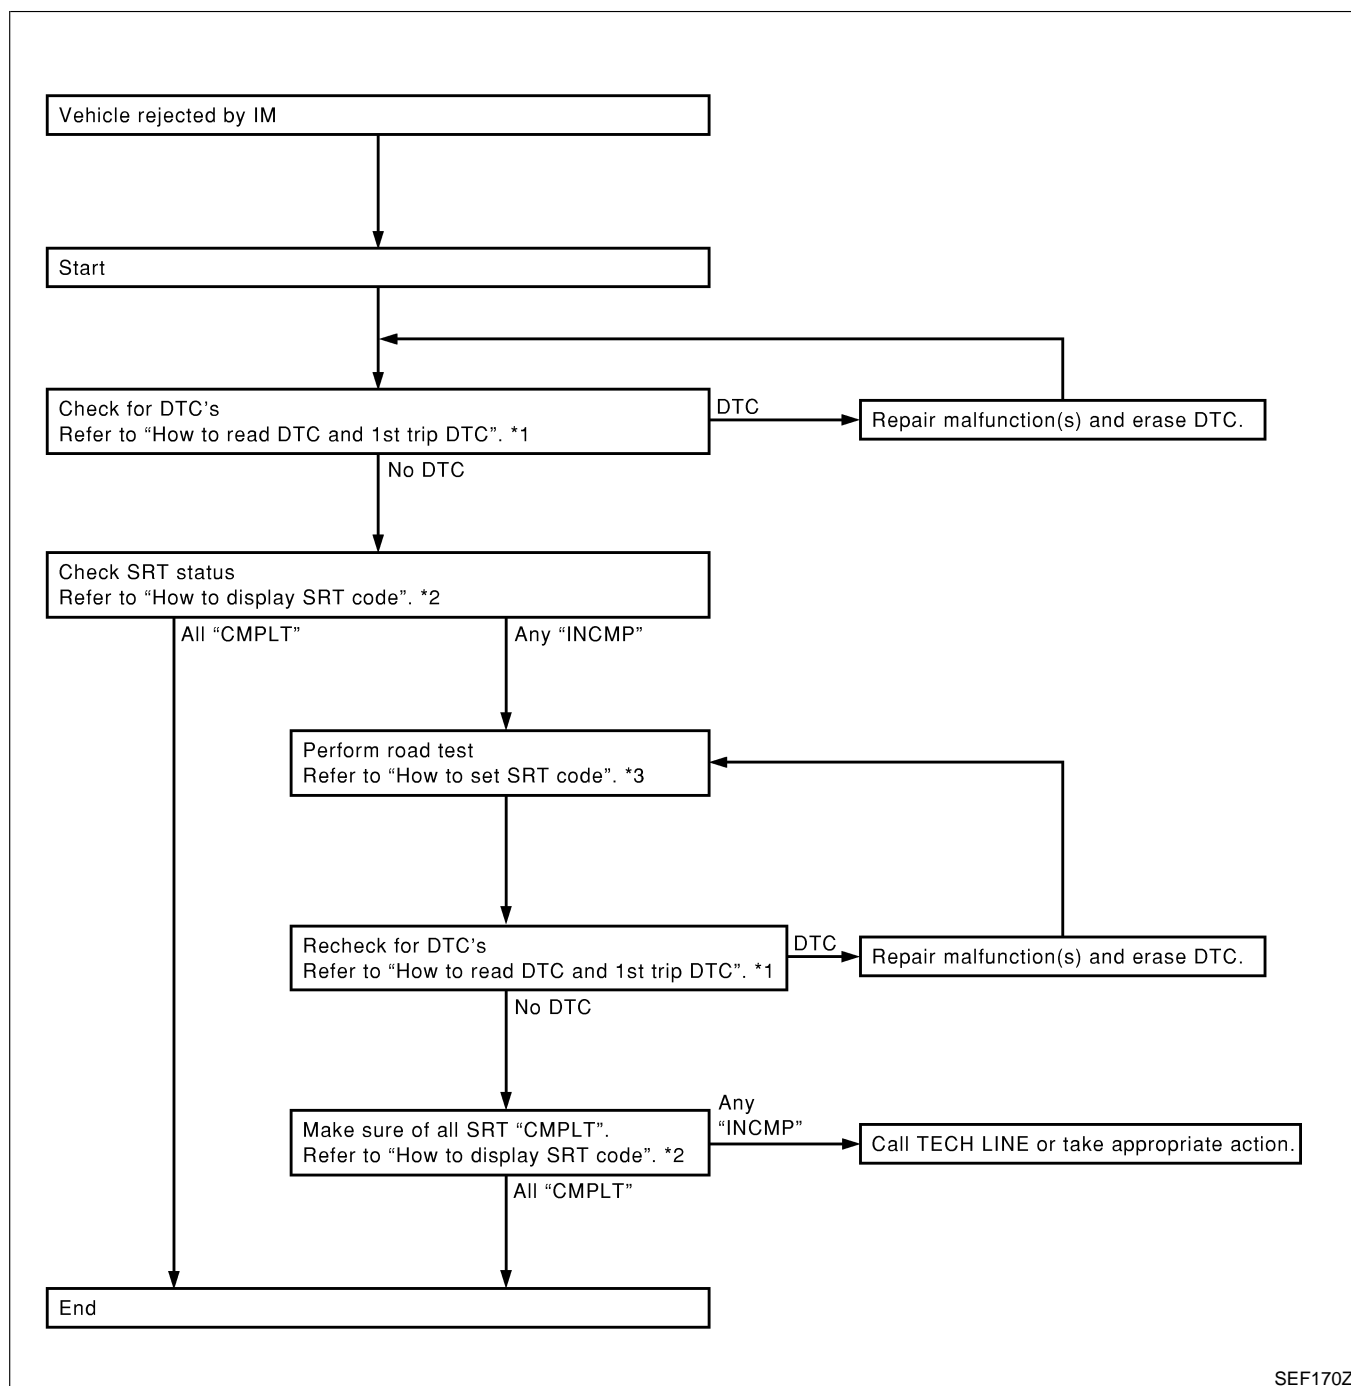 Vehicle rejected by IM
Start
Check for DTC's
Refer to “How to read DTC and 1st trip DTC”. *1
DTC
Repair malfunction(s) and erase DTC.
No DTC
Check SRT status
Refer to “How to display SRT code”. *2
All “CMPLT”
Any “INCMP”
Perform road test
Refer to “How to set SRT code”. *3
Recheck for DTC's
Refer to “How to read DTC and 1st trip DTC”. *1
DTC
Repair malfunction(s) and erase DTC.
No DTC
Make sure of all SRT “CMPLT”.
Refer to “How to display SRT code”. *2
Any
“INCMP”
Call TECH LINE or take appropriate action.
All “CMPLT”
End
SEF170Z